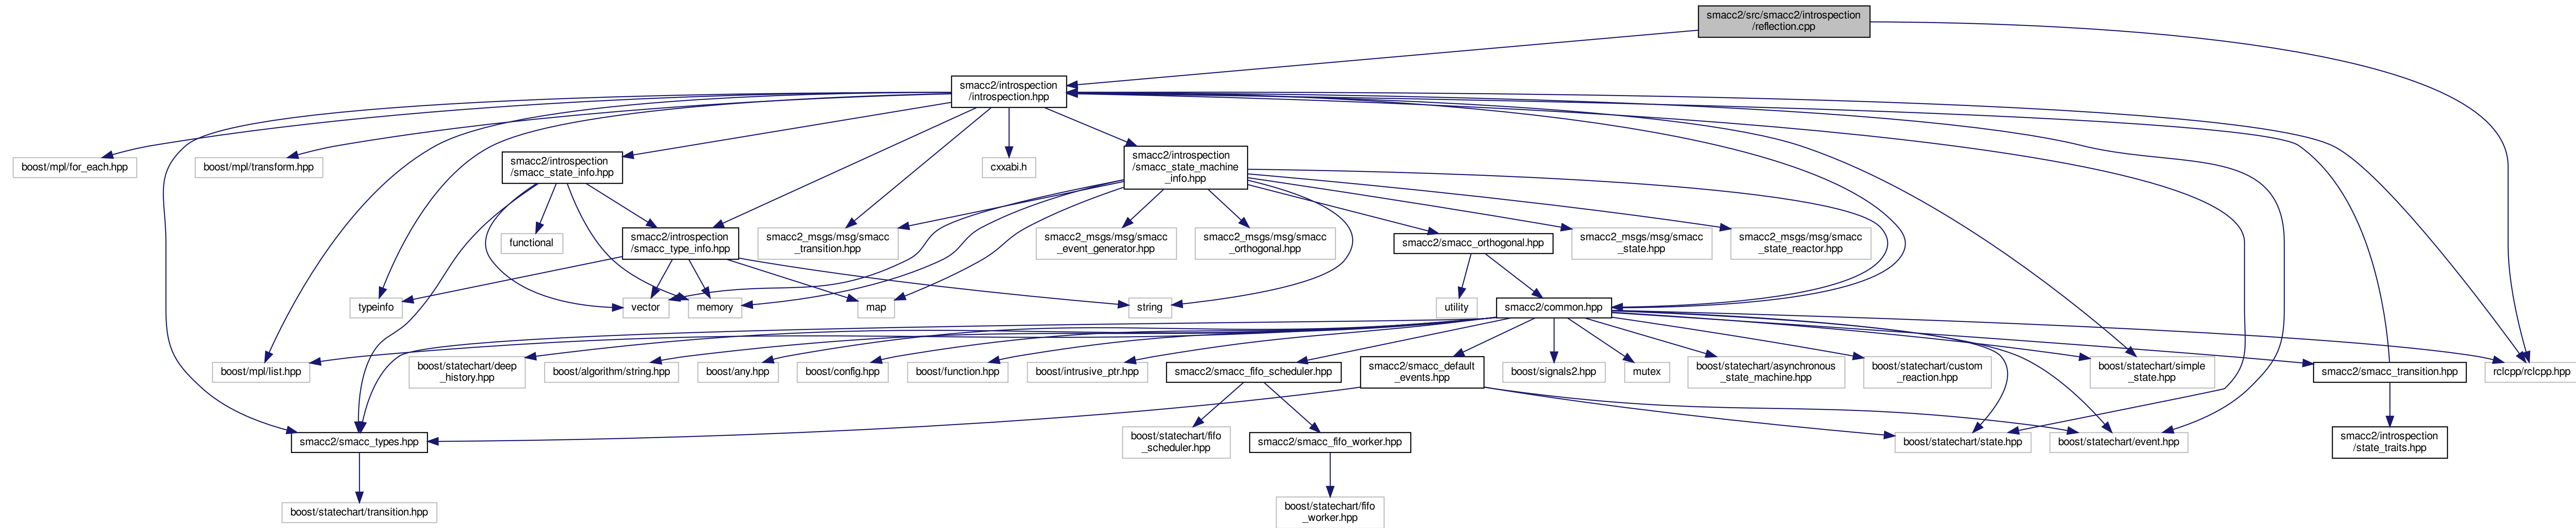 smacc2/src/smacc2/introspection
/reflection.cpp
smacc2/introspection
/introspection.hpp
boost/mpl/for_each.hpp
boost/mpl/transform.hpp
smacc2/introspection
/smacc_state_info.hpp
cxxabi.h
smacc2/introspection
/smacc_state_machine
_info.hpp
functional
smacc2/introspection
/smacc_type_info.hpp
smacc2_msgs/msg/smacc
_transition.hpp
smacc2_msgs/msg/smacc
_event_generator.hpp
smacc2_msgs/msg/smacc
_orthogonal.hpp
smacc2/smacc_orthogonal.hpp
smacc2_msgs/msg/smacc
_state.hpp
smacc2_msgs/msg/smacc
_state_reactor.hpp
typeinfo
vector
memory
map
string
utility
smacc2/common.hpp
boost/mpl/list.hpp
boost/statechart/deep
_history.hpp
boost/algorithm/string.hpp
boost/any.hpp
boost/config.hpp
boost/function.hpp
boost/intrusive_ptr.hpp
smacc2/smacc_fifo_scheduler.hpp
smacc2/smacc_default
_events.hpp
boost/signals2.hpp
mutex
boost/statechart/asynchronous
_state_machine.hpp
boost/statechart/custom
_reaction.hpp
boost/statechart/simple
_state.hpp
smacc2/smacc_transition.hpp
rclcpp/rclcpp.hpp
smacc2/smacc_types.hpp
boost/statechart/fifo
_scheduler.hpp
smacc2/smacc_fifo_worker.hpp
boost/statechart/state.hpp
boost/statechart/event.hpp
smacc2/introspection
/state_traits.hpp
boost/statechart/transition.hpp
boost/statechart/fifo
_worker.hpp